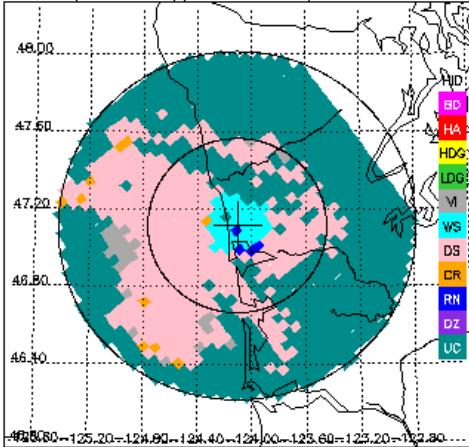 48.00
47.60
47.20
46.80
46.40
-125.20-124.80-124.40-124.00-123.60-123.20-122.80
HID
BD
HA
HDG
LDG
VI
WS
DS
CR
RN
DZ
UC